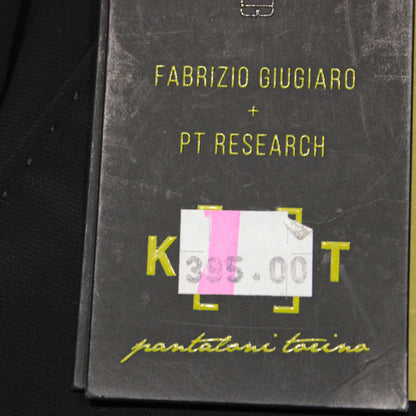 FABRIZIO GIUGIARO
+
PT RESEARCH
K [ ] T
395.00
pantaloni torino